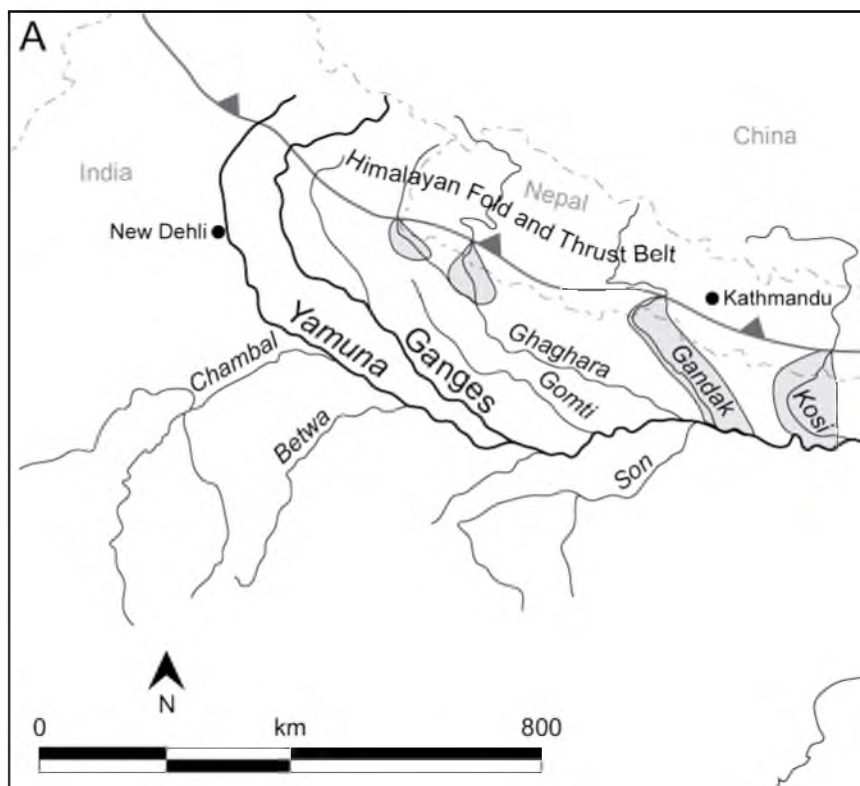 A
China
India
Himalayan Fold and Thrust Belt
Nepal
New Dehli
Kathmandu
Yamuna
Ganges
Chambal
Ghaghara
Gandak
Gomti
Kosi
Betwa
Son
N
0 km 800